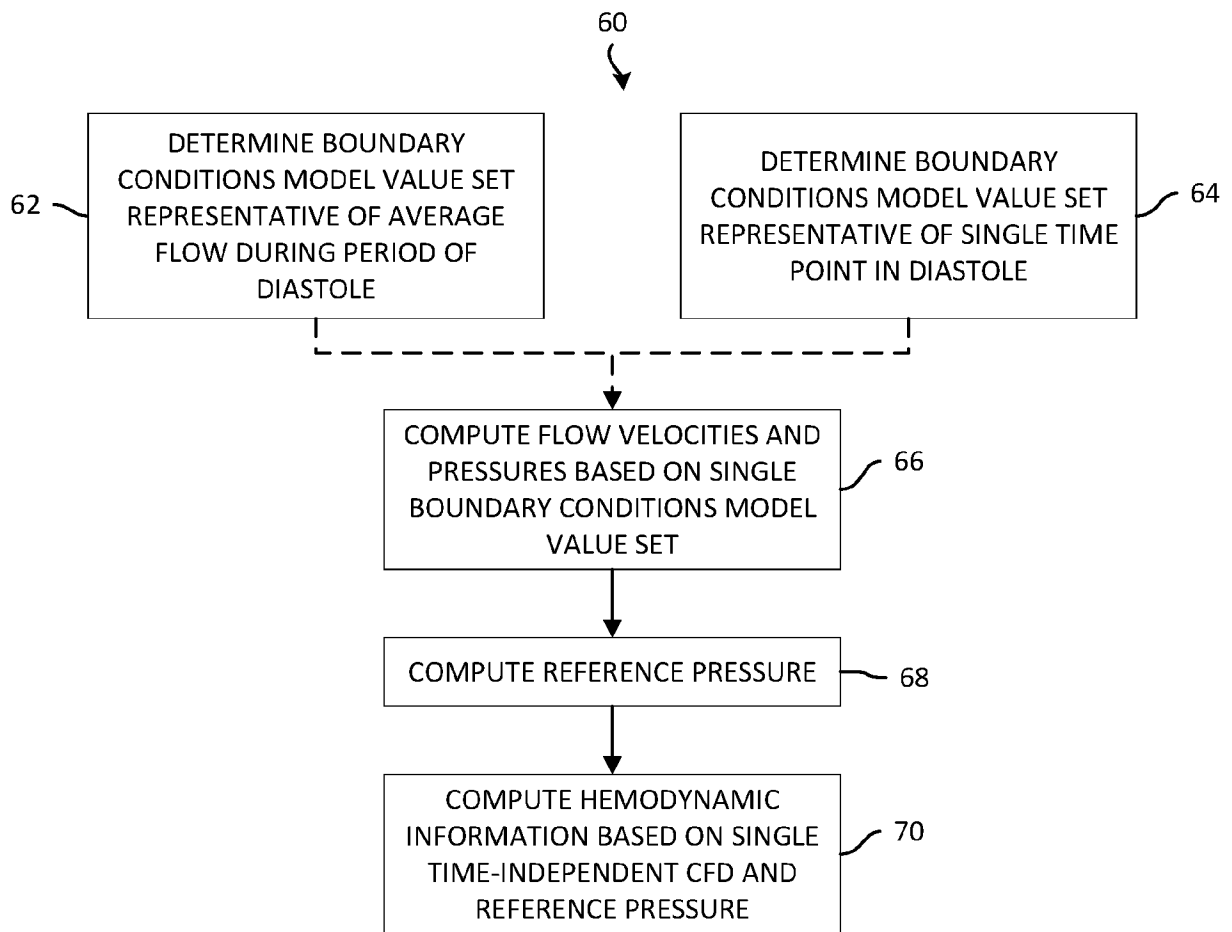 60
DETERMINE BOUNDARY
CONDITIONS MODEL VALUE SET
REPRESENTATIVE OF AVERAGE
FLOW DURING PERIOD OF
DIASTOLE
62
DETERMINE BOUNDARY
CONDITIONS MODEL VALUE SET
REPRESENTATIVE OF SINGLE TIME
POINT IN DIASTOLE
64
COMPUTE FLOW VELOCITIES AND
PRESSURES BASED ON SINGLE
BOUNDARY CONDITIONS MODEL
VALUE SET
66
COMPUTE REFERENCE PRESSURE
68
COMPUTE HEMODYNAMIC
INFORMATION BASED ON SINGLE
TIME-INDEPENDENT CFD AND
REFERENCE PRESSURE
70